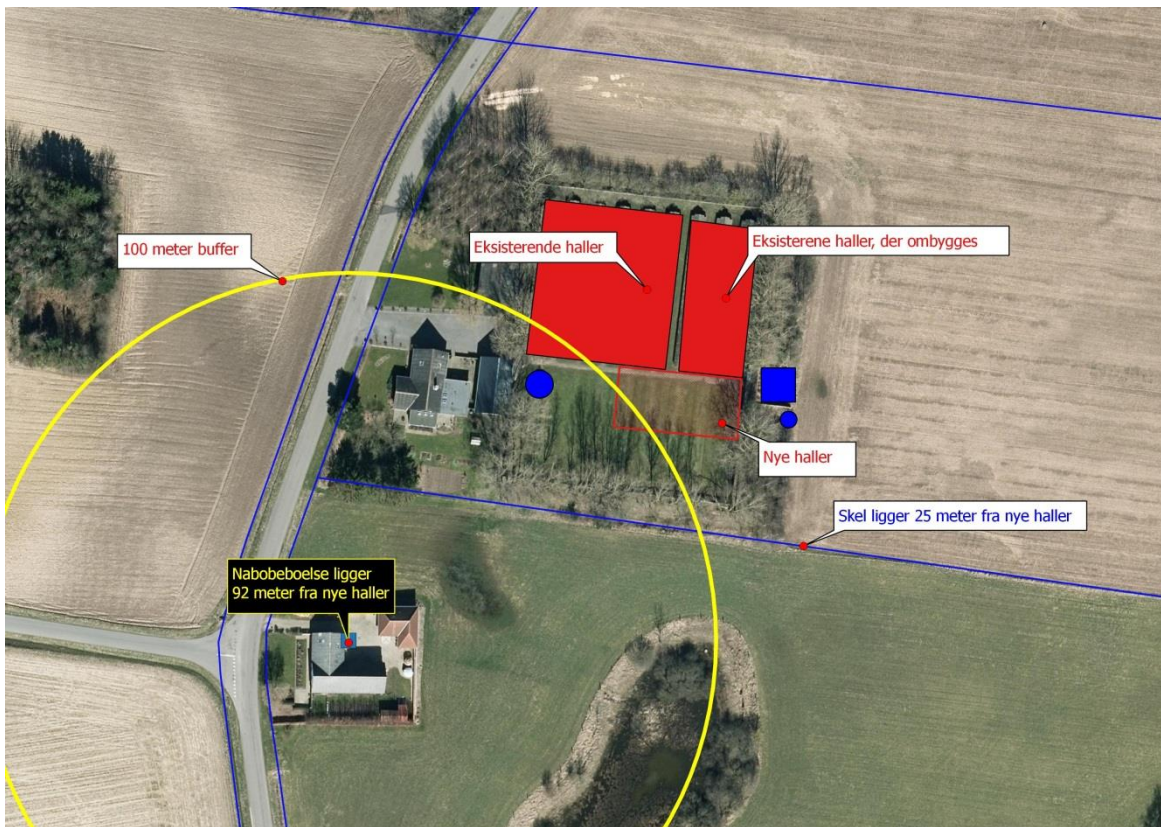 100 meter buffer
Eksisterende haller
Eksisterene haller, der ombygges
Nye haller
Skel ligger 25 meter fra nye haller
Nabobeboelse ligger
92 meter fra nye haller